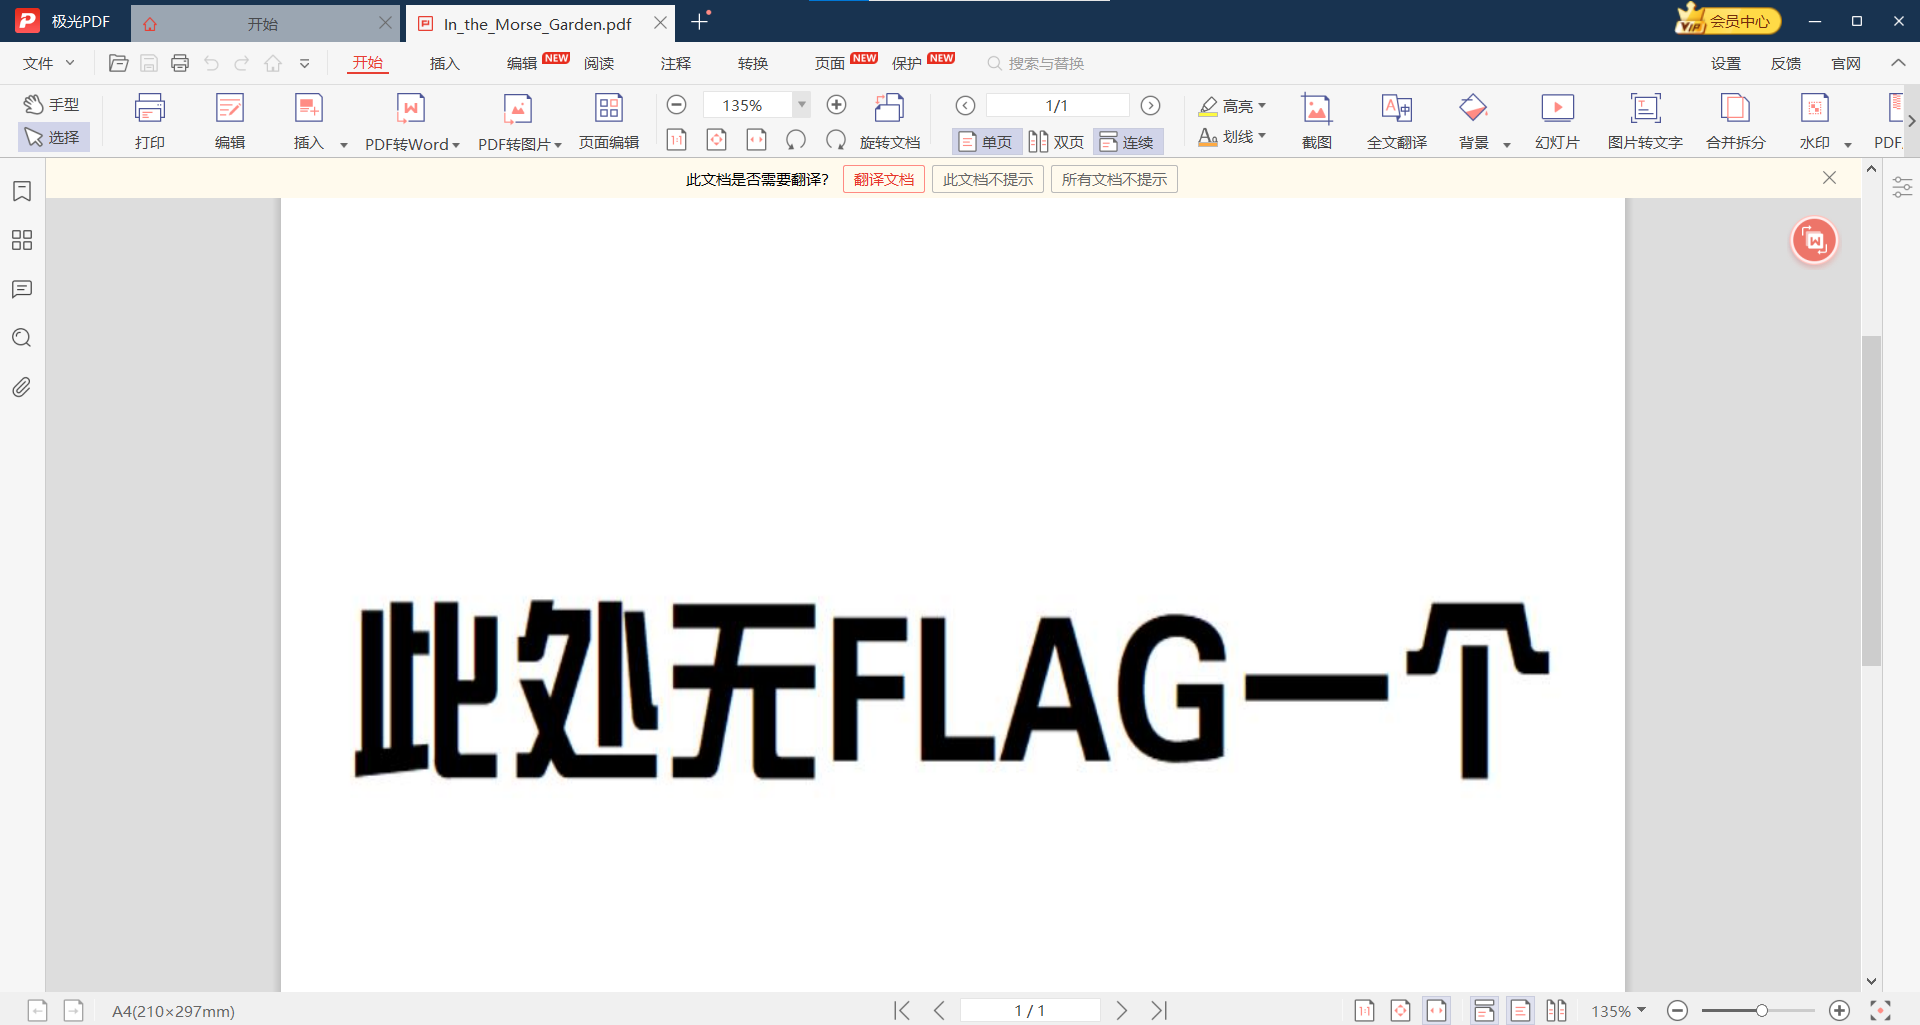 极光PDF 开始 In_the_Morse_Garden.pdf VIP 会员中心
文件 开始 插入 编辑 NEW 阅读 注释 转换 页面 NEW 保护 NEW 搜索与替换 设置 反馈 官网
手型 135% 1/1 高亮
选择 打印 编辑 插入 PDF转Word PDF转图片 页面编辑 1:1 旋转文档 单页 双页 连续 划线 截图 全文翻译 背景 幻灯片 图片转文字 合并拆分 水印 PDF
此文档是否需要翻译? 翻译文档 此文档不提示 所有文档不提示
此处无FLAG一个
A4(210×297mm) 1 / 1 1:1 135%